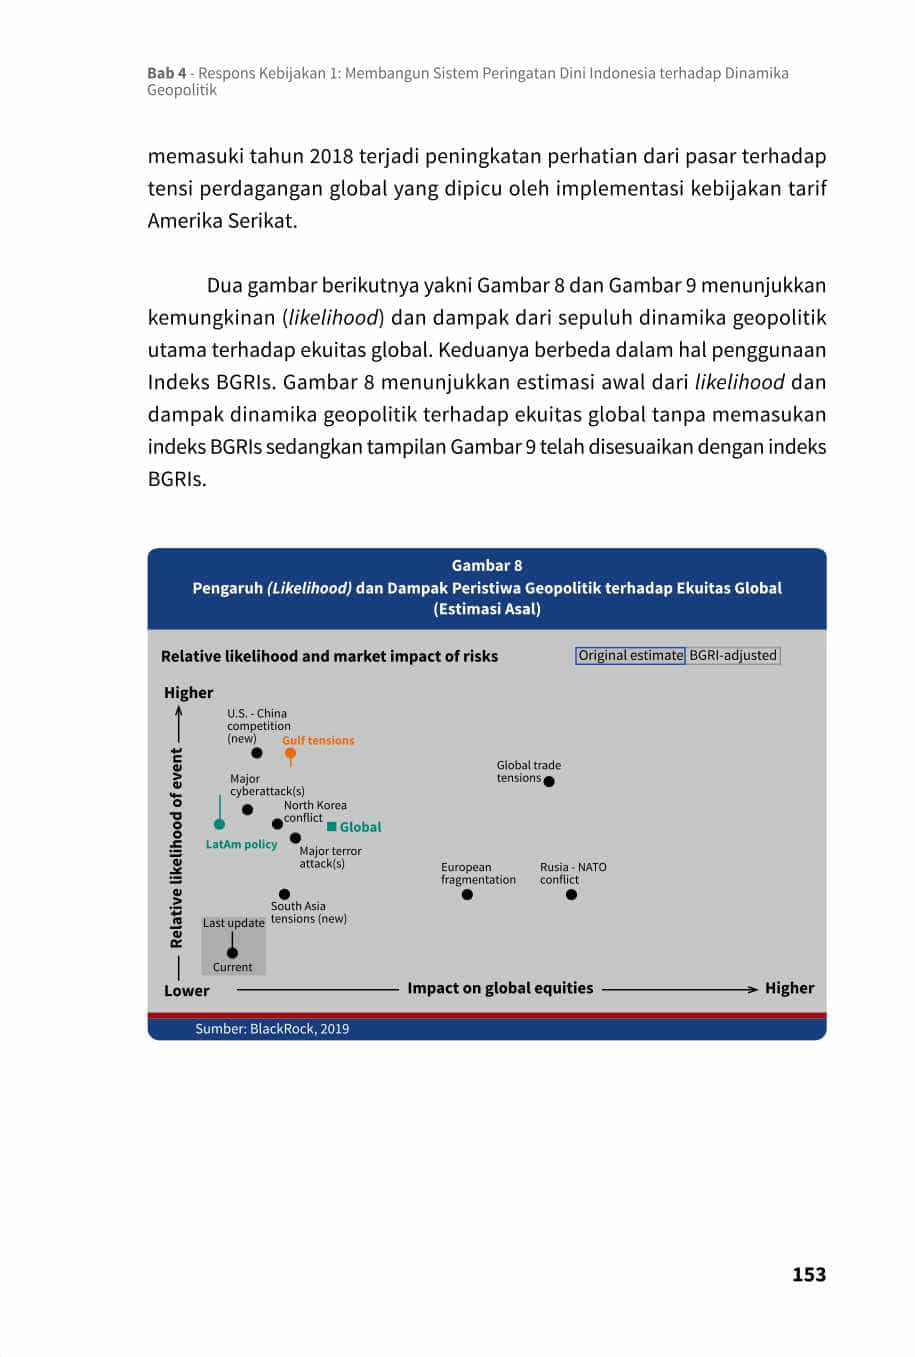 Bab 4 - Respons Kebijakan 1: Membangun Sistem Peringatan Dini Indonesia terhadap Dinamika
Geopolitik
memasuki tahun 2018 terjadi peningkatan perhatian dari pasar terhadap
tensi perdagangan global yang dipicu oleh implementasi kebijakan tarif
Amerika Serikat.
Dua gambar berikutnya yakni Gambar 8 dan Gambar 9 menunjukkan
kemungkinan (likelihood) dan dampak dari sepuluh dinamika geopolitik
utama terhadap ekuitas global. Keduanya berbeda dalam hal penggunaan
Indeks BGRIs. Gambar 8 menunjukkan estimasi awal dari likelihood dan
dampak dinamika geopolitik terhadap ekuitas global tanpa memasukan
indeks BGRIs sedangkan tampilan Gambar 9 telah disesuaikan dengan indeks
BGRIs.
Gambar 8
Pengaruh (Likelihood) dan Dampak Peristiwa Geopolitik terhadap Ekuitas Global
(Estimasi Asal)
Relative likelihood and market impact of risks
Original estimate BGRI-adjusted
Higher
Relative likelihood of event
U.S. - China
competition
(new)
Gulf tensions
Global trade
tensions
Major
cyberattack(s)
North Korea
conflict
Global
LatAm policy
Major terror
attack(s)
European
fragmentation
Rusia - NATO
conflict
South Asia
tensions (new)
Last update
Current
Lower
Impact on global equities
Higher
Sumber: BlackRock, 2019
153